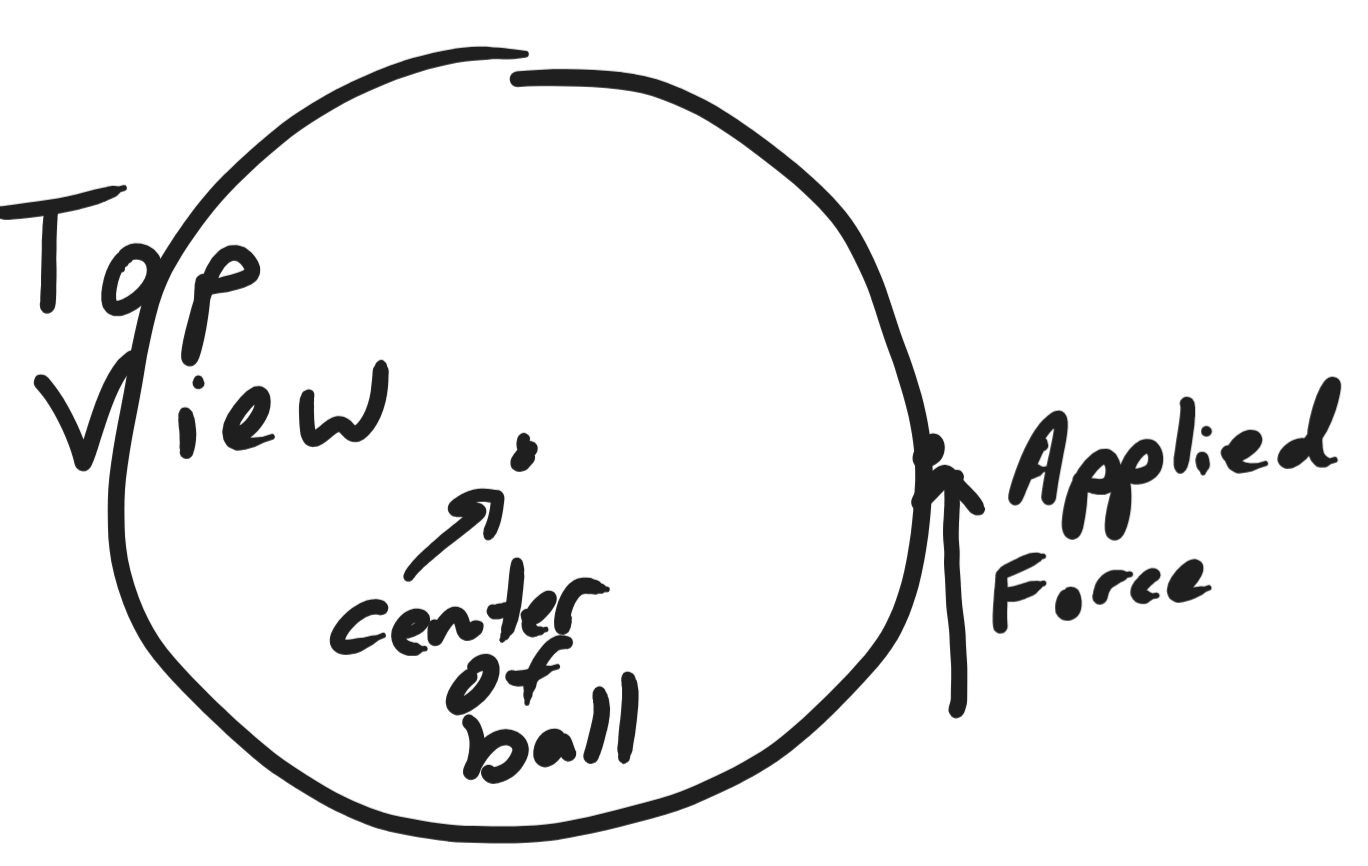 Top
View
center
of
ball
Applied
Force